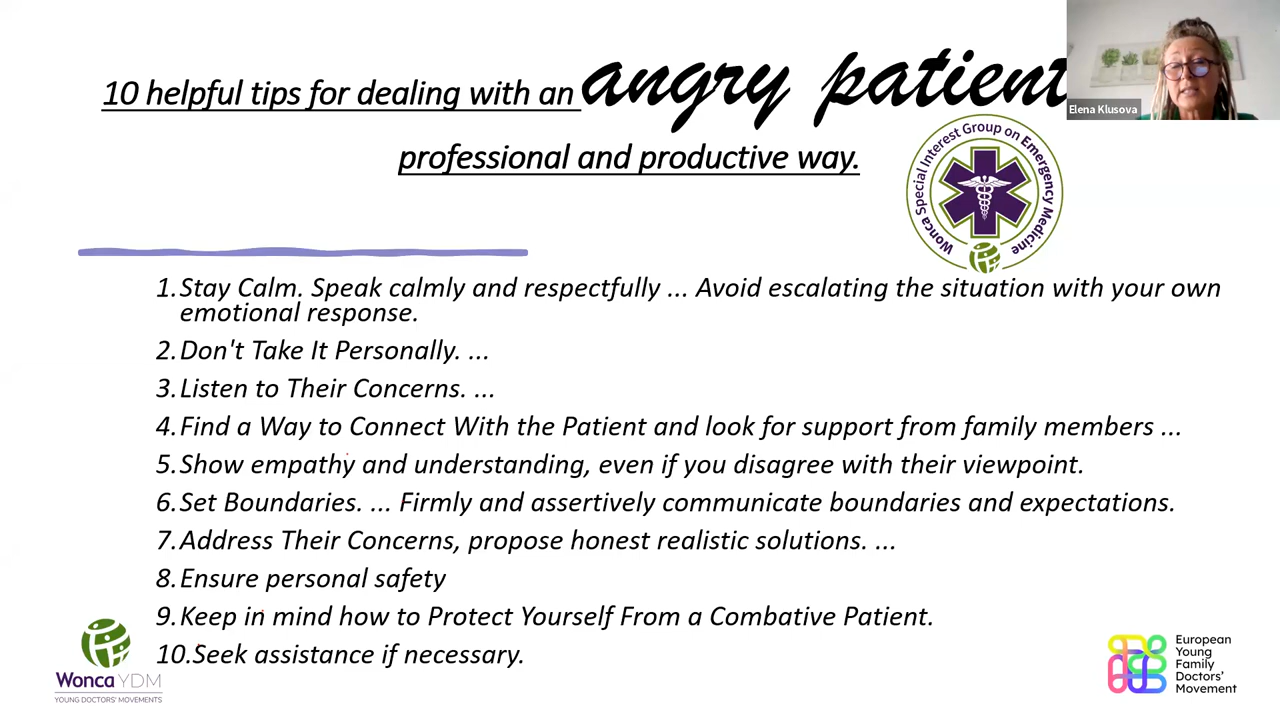 10 helpful tips for dealing with an angry patient
professional and productive way.
Elena Klusova
Wonca Special Interest Group on Emergency Medicine
1. Stay Calm. Speak calmly and respectfully ... Avoid escalating the situation with your own
emotional response.
2. Don't Take It Personally. ...
3. Listen to Their Concerns. ...
4. Find a Way to Connect With the Patient and look for support from family members ...
5. Show empathy and understanding, even if you disagree with their viewpoint.
6. Set Boundaries. ... Firmly and assertively communicate boundaries and expectations.
7. Address Their Concerns, propose honest realistic solutions. ...
8. Ensure personal safety
9. Keep in mind how to Protect Yourself From a Combative Patient.
10. Seek assistance if necessary.
Wonca YDM
YOUNG DOCTORS' MOVEMENTS
European
Young
Family
Doctors'
Movement